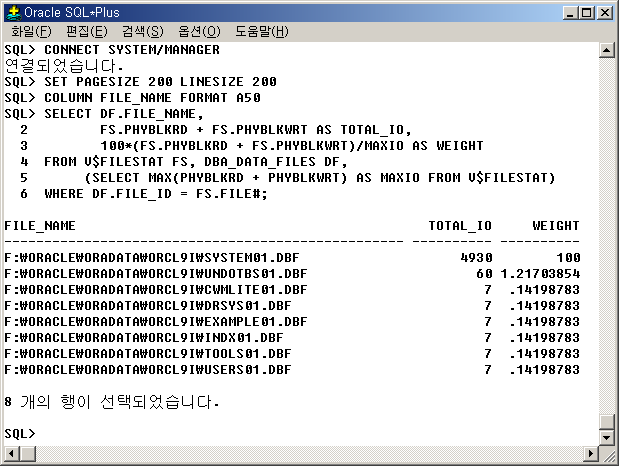 Oracle SQL*Plus
화일(F) 편집(E) 검색(S) 옵션(O) 도움말(H)
SQL> CONNECT SYSTEM/MANAGER
연결되었습니다.
SQL> SET PAGESIZE 200 LINESIZE 200
SQL> COLUMN FILE_NAME FORMAT A50
SQL> SELECT DF.FILE_NAME,
2 FS.PHYBLKRD + FS.PHYBLKWRT AS TOTAL_IO,
3 100*(FS.PHYBLKRD + FS.PHYBLKWRT)/MAXIO AS WEIGHT
4 FROM V$FILESTAT FS, DBA_DATA_FILES DF,
5 (SELECT MAX(PHYBLKRD + PHYBLKWRT) AS MAXIO FROM V$FILESTAT)
6 WHERE DF.FILE_ID = FS.FILE#;
FILE_NAME TOTAL_IO WEIGHT
-------------------------------------------------- ---------- ----------
F:₩ORACLE₩ORADATA₩ORCL9I₩SYSTEM01.DBF 4930 100
F:₩ORACLE₩ORADATA₩ORCL9I₩UNDOTBS01.DBF 60 1.21703854
F:₩ORACLE₩ORADATA₩ORCL9I₩CWMLITE01.DBF 7 .14198783
F:₩ORACLE₩ORADATA₩ORCL9I₩DRSYS01.DBF 7 .14198783
F:₩ORACLE₩ORADATA₩ORCL9I₩EXAMPLE01.DBF 7 .14198783
F:₩ORACLE₩ORADATA₩ORCL9I₩INDX01.DBF 7 .14198783
F:₩ORACLE₩ORADATA₩ORCL9I₩TOOLS01.DBF 7 .14198783
F:₩ORACLE₩ORADATA₩ORCL9I₩USERS01.DBF 7 .14198783
8 개의 행이 선택되었습니다.
SQL>